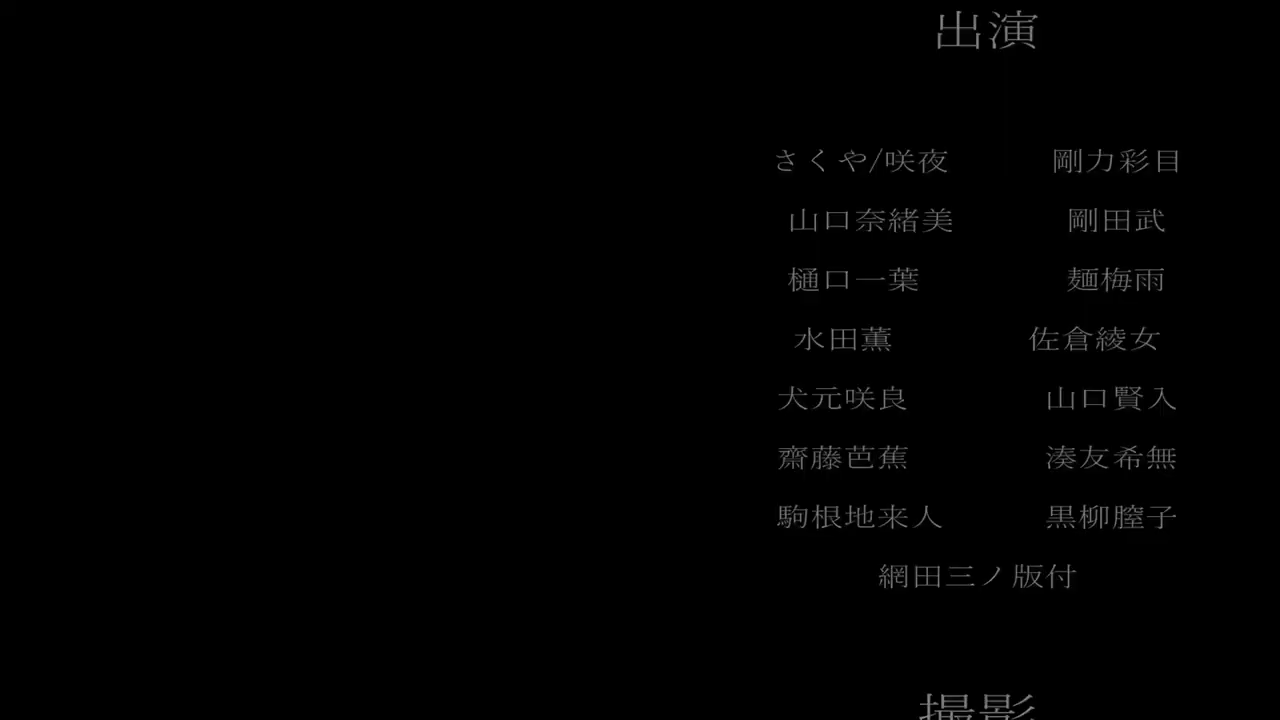 出演
さくや/咲夜 剛力彩目
山口奈緒美 剛田武
樋口一葉 麺梅雨
水田薫 佐倉綾女
犬元咲良 山口賢入
齋藤芭蕉 湊友希無
駒根地来人 黒柳膣子
網田三ノ版付
撮影